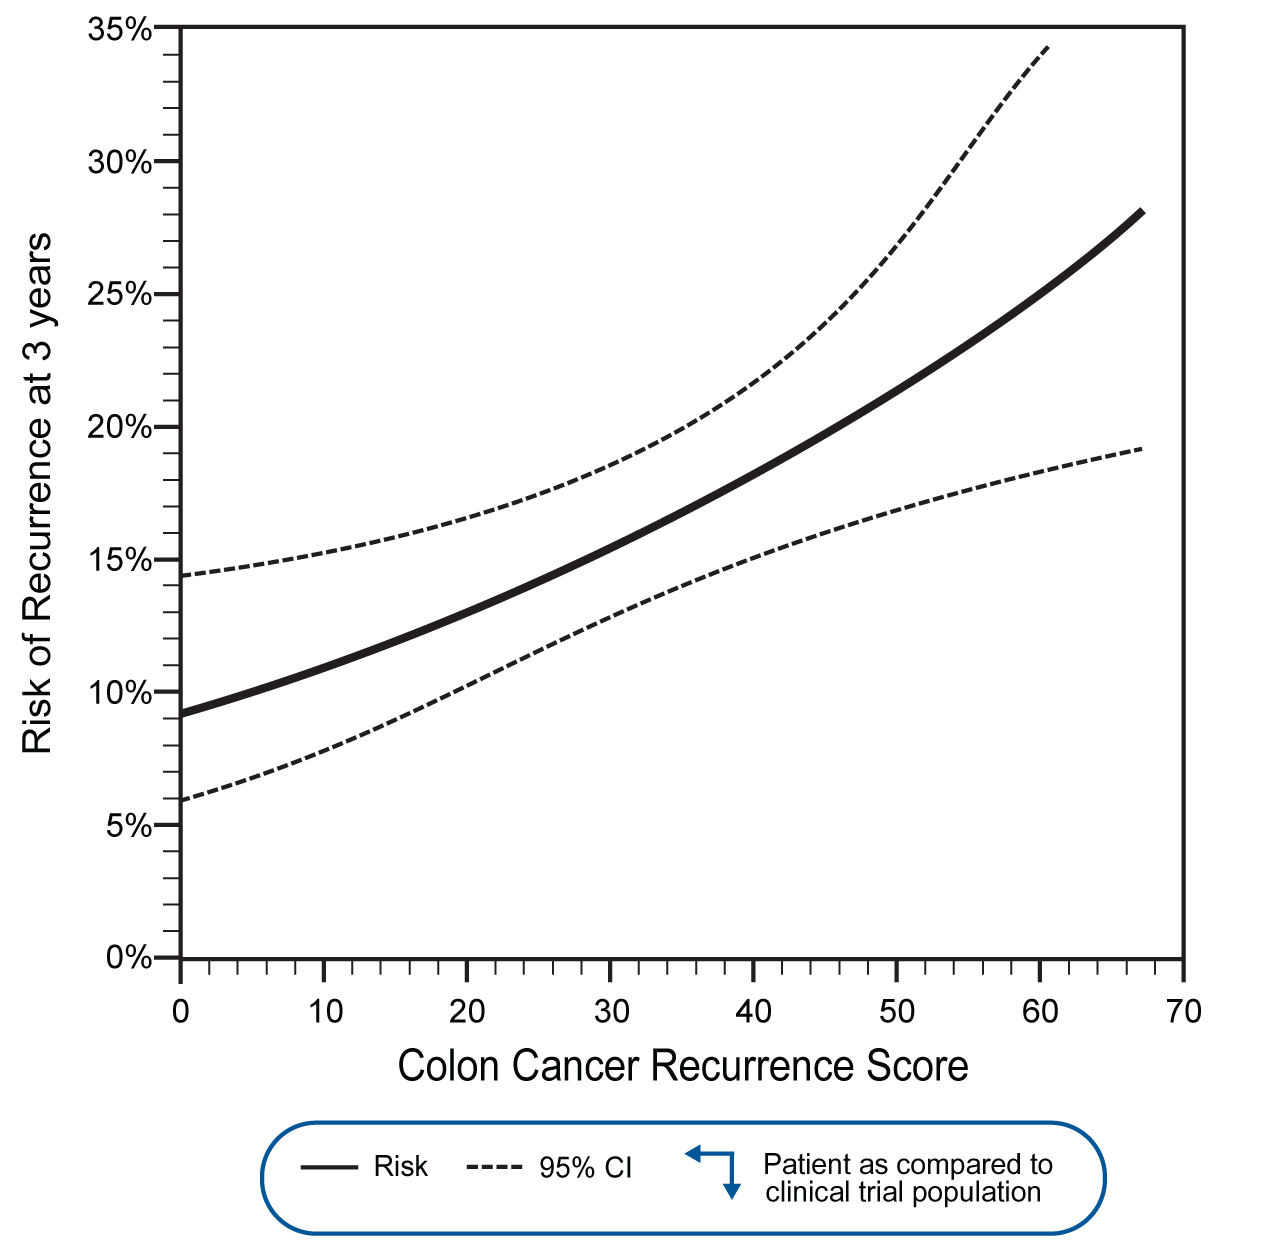 35%
30%
25%
20%
15%
10%
5%
0%
Risk of Recurrence at 3 years
0 10 20 30 40 50 60 70
Colon Cancer Recurrence Score
Risk 95% CI Patient as compared to
clinical trial population